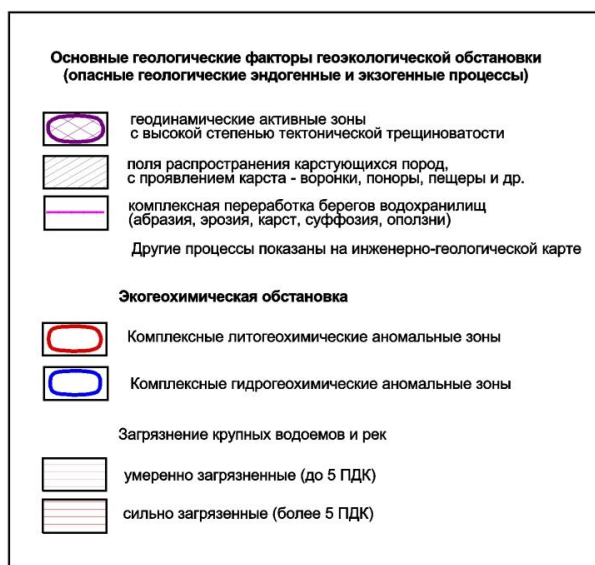 Основные геологические факторы геоэкологической обстановки
(опасные геологические эндогенные и экзогенные процессы)
геодинамические активные зоны
с высокой степенью тектонической трещиноватости
поля распространения карстующихся пород,
с проявлением карста - воронки, поноры, пещеры и др.
комплексная переработка берегов водохранилищ
(абразия, эрозия, карст, суффозия, оползни)
Другие процессы показаны на инженерно-геологической карте
Экогеохимическая обстановка
Комплексные литогеохимические аномальные зоны
Комплексные гидрогеохимические аномальные зоны
Загрязнение крупных водоемов и рек
умеренно загрязненные (до 5 ПДК)
сильно загрязенные (более 5 ПДК)